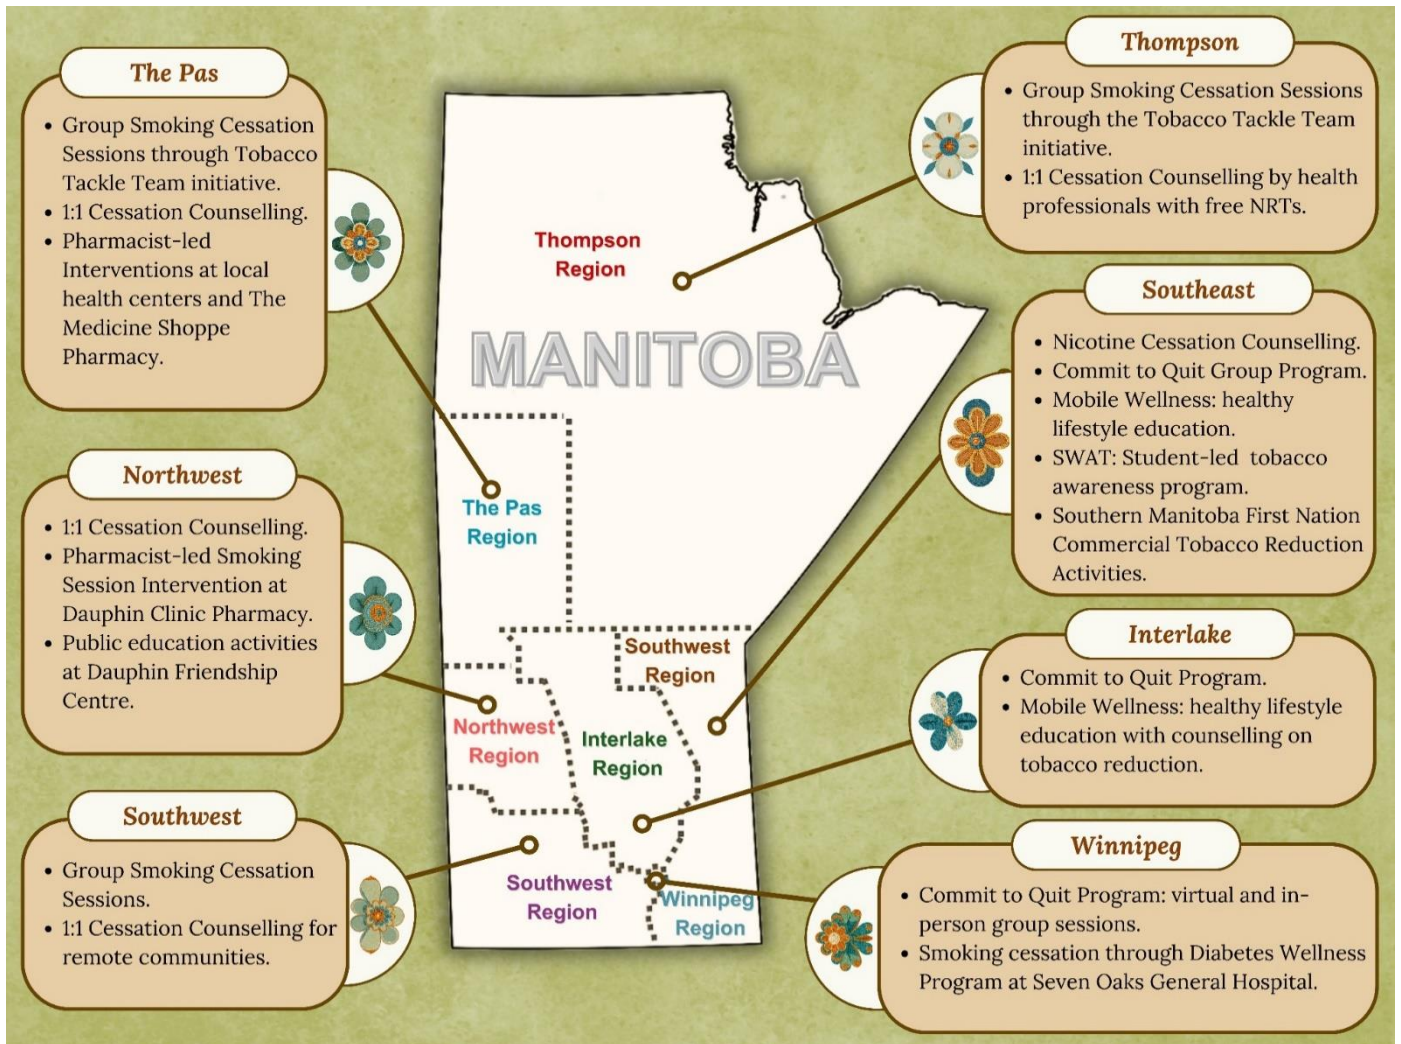 The Pas
• Group Smoking Cessation
Sessions through Tobacco
Tackle Team initiative.
• 1:1 Cessation Counselling.
• Pharmacist-led
Interventions at local
health centers and The
Medicine Shoppe
Pharmacy.
Northwest
• 1:1 Cessation Counselling.
• Pharmacist-led Smoking
Session Intervention at
Dauphin Clinic Pharmacy.
• Public education activities
at Dauphin Friendship
Centre.
Southwest
• Group Smoking Cessation
Sessions.
• 1:1 Cessation Counselling for
remote communities.
Thompson
Region
MANITOBA
The Pas
Region
Southwest
Region
Northwest
Region
Interlake
Region
Southwest
Region
Winnipeg
Region
Thompson
• Group Smoking Cessation Sessions
through the Tobacco Tackle Team
initiative.
• 1:1 Cessation Counselling by health
professionals with free NRTs.
Southeast
• Nicotine Cessation Counselling.
• Commit to Quit Group Program.
• Mobile Wellness: healthy
lifestyle education.
• SWAT: Student-led tobacco
awareness program.
• Southern Manitoba First Nation
Commercial Tobacco Reduction
Activities.
Interlake
• Commit to Quit Program.
• Mobile Wellness: healthy lifestyle
education with counselling on
tobacco reduction.
Winnipeg
• Commit to Quit Program: virtual and in-
person group sessions.
• Smoking cessation through Diabetes Wellness
Program at Seven Oaks General Hospital.